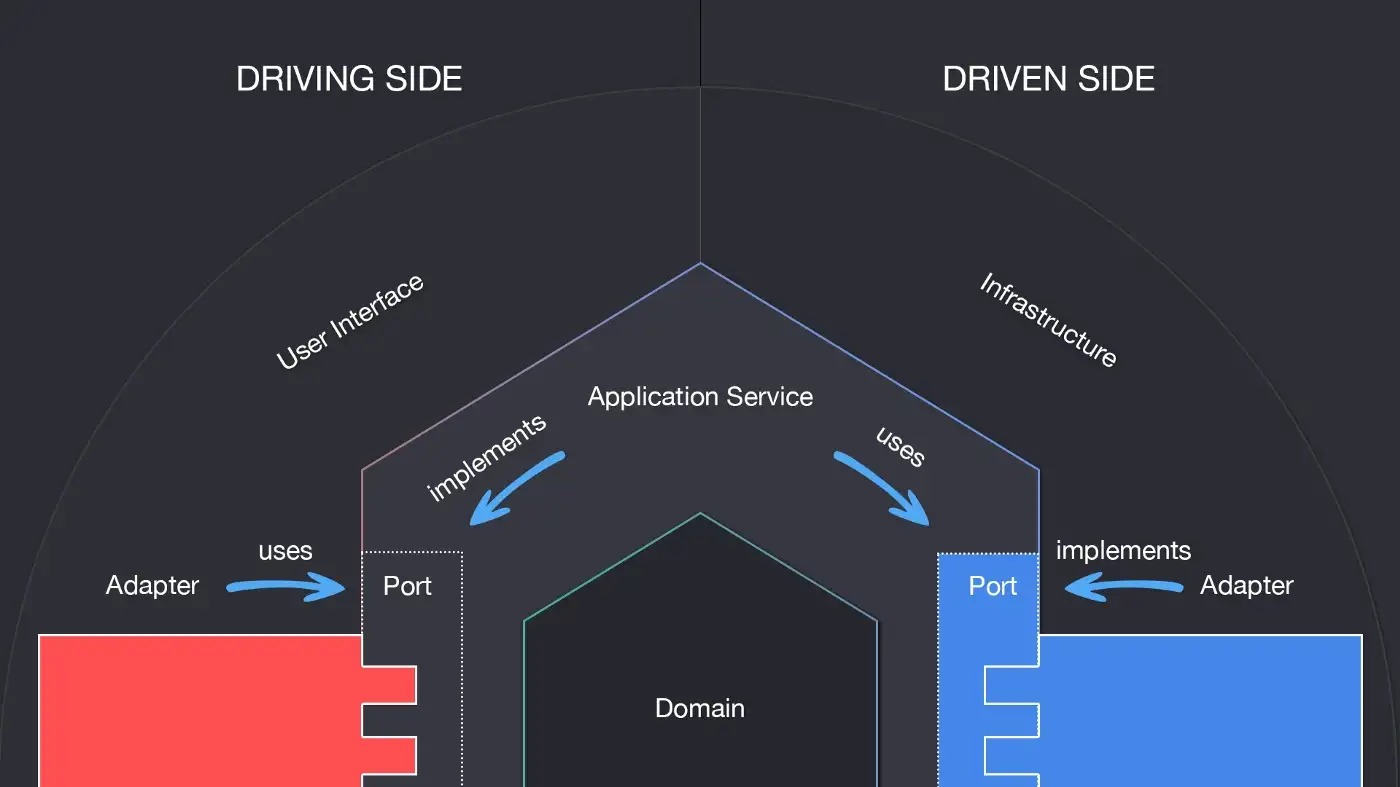 DRIVING SIDE
DRIVEN SIDE
User Interface
Infrastructure
Application Service
implements
uses
uses
implements
Adapter
Port
Port
Adapter
Domain